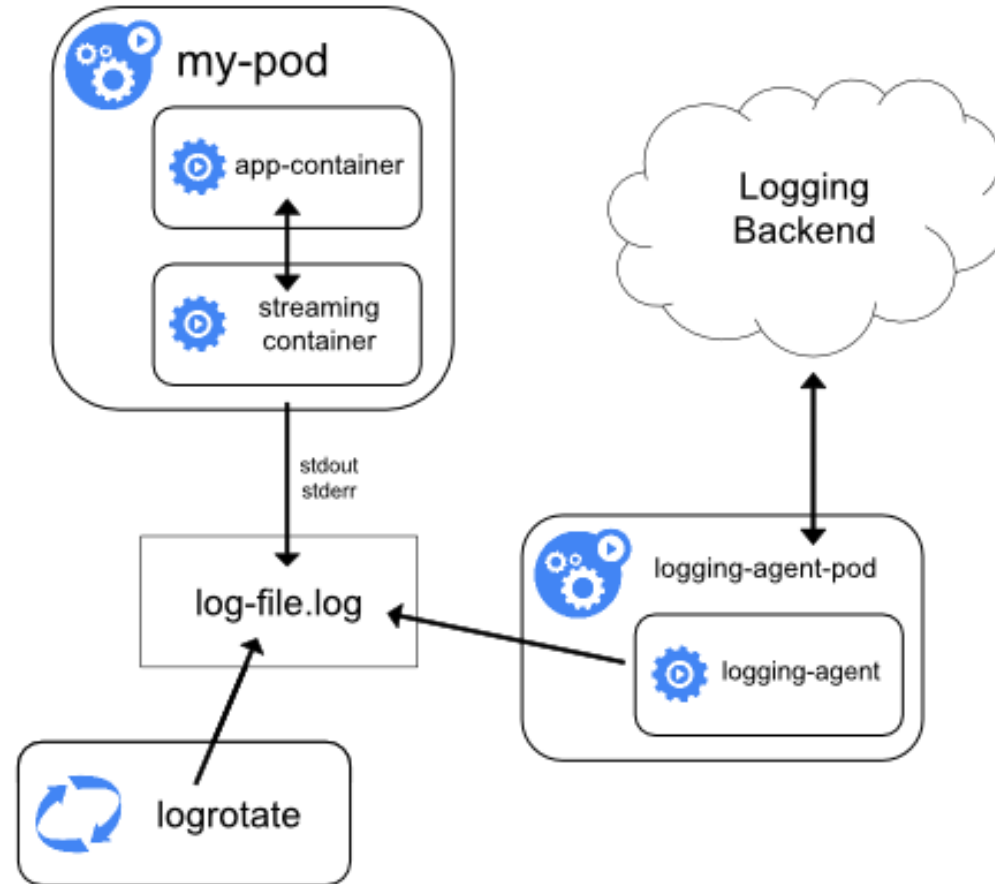 my-pod
app-container
streaming
container
stdout
stderr
log-file.log
logrotate
Logging
Backend
logging-agent-pod
logging-agent